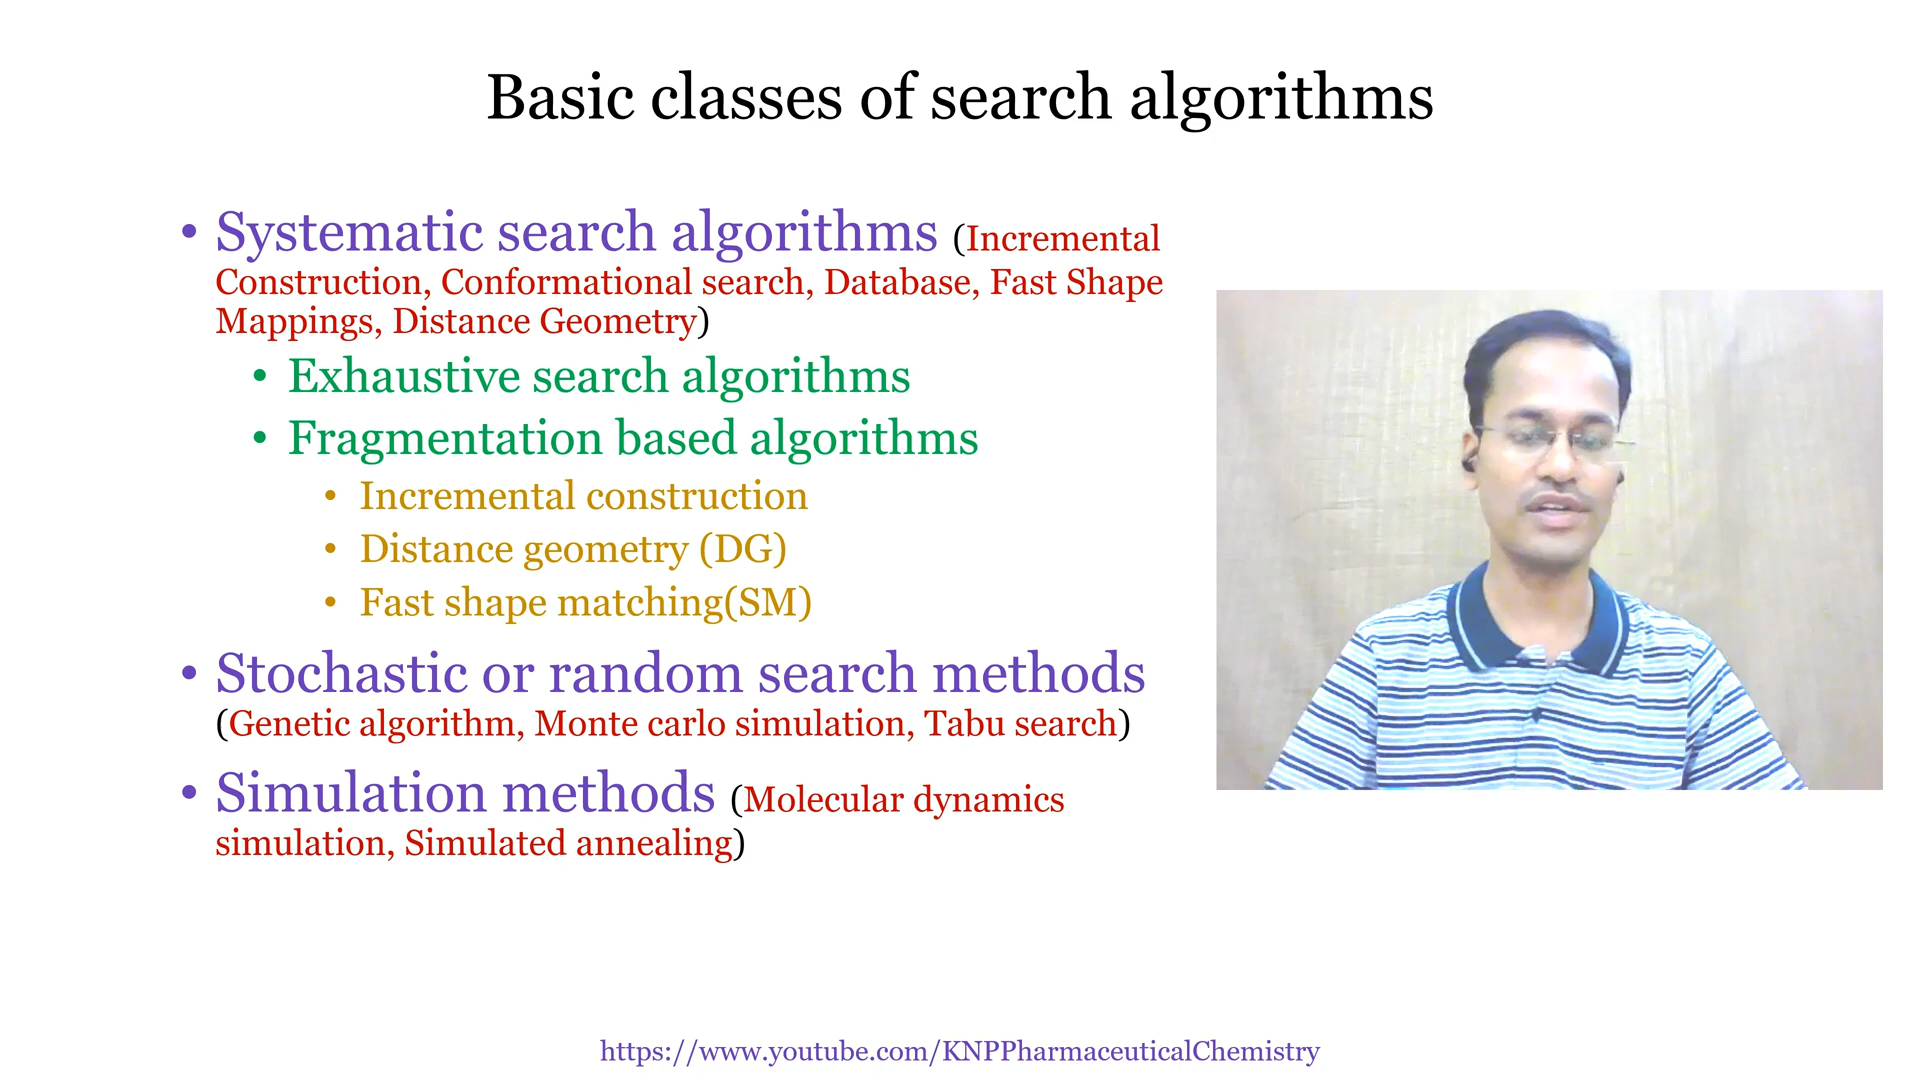 Basic classes of search algorithms
• Systematic search algorithms (Incremental
Construction, Conformational search, Database, Fast Shape
Mappings, Distance Geometry)
• Exhaustive search algorithms
• Fragmentation based algorithms
• Incremental construction
• Distance geometry (DG)
• Fast shape matching(SM)
• Stochastic or random search methods
(Genetic algorithm, Monte carlo simulation, Tabu search)
• Simulation methods (Molecular dynamics
simulation, Simulated annealing)
https://www.youtube.com/KNPPharmaceuticalChemistry